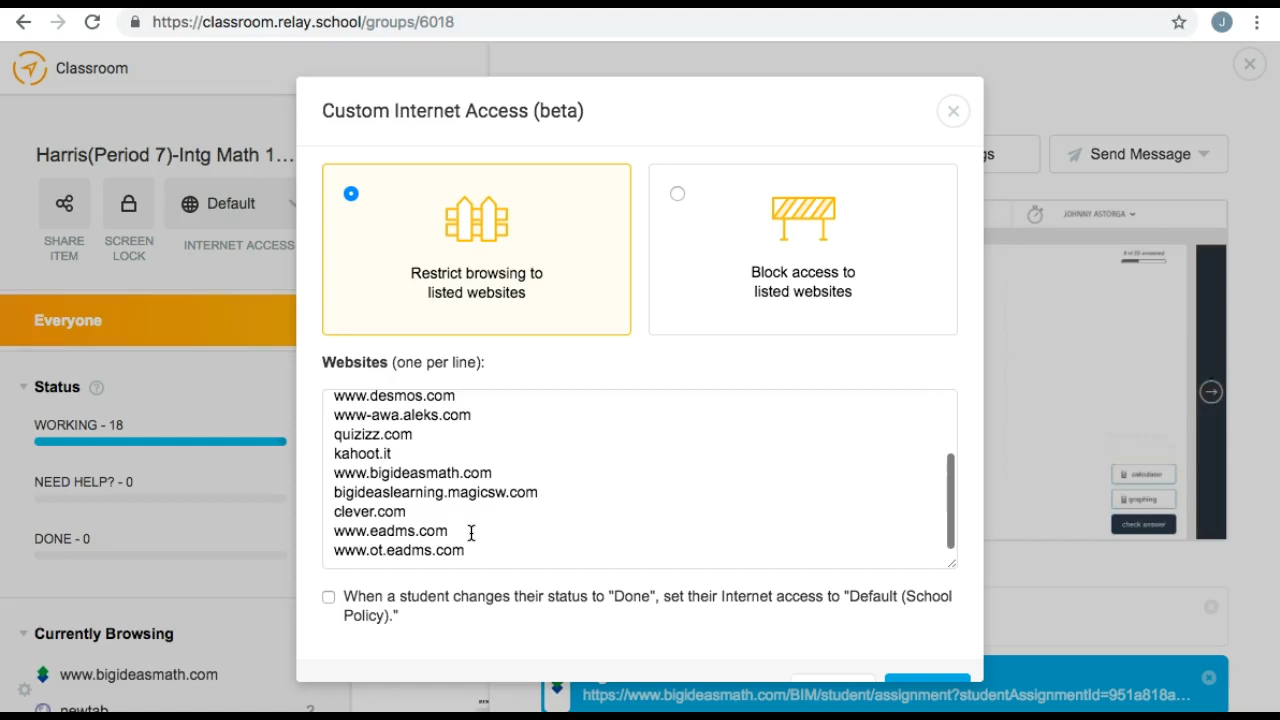 https://classroom.relay.school/groups/6018
J
Classroom
Custom Internet Access (beta)
Harris(Period 7)-Intg Math 1...
gs
Send Message
Default
SHARE ITEM
SCREEN LOCK
INTERNET ACCESS
JOHNNY ASTORGA
Restrict browsing to
listed websites
Block access to
listed websites
Everyone
Websites (one per line):
Status ?
www.desmos.com
www-awa.aleks.com
WORKING - 18
quizizz.com
kahoot.it
www.bigideasmath.com
NEED HELP? - 0
bigideaslearning.magicsw.com
clever.com
www.eadms.com
DONE - 0
www.ot.eadms.com
calculator
graphing
check answer
When a student changes their status to "Done", set their Internet access to "Default (School
Policy)."
Currently Browsing
www.bigideasmath.com
newtab
https://www.bigideasmath.com/BIM/student/assignment?studentAssignmentId=951a818a...